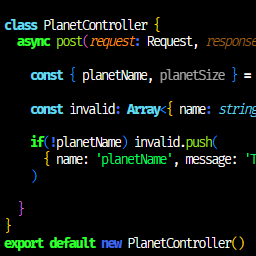 class PlanetController {
async post(request: Request, response
const { planetName, planetSize } =
const invalid: Array<{ name: string
if(!planetName) invalid.push(
{ name: 'planetName', message: 'T
)
}
}
export default new PlanetController()